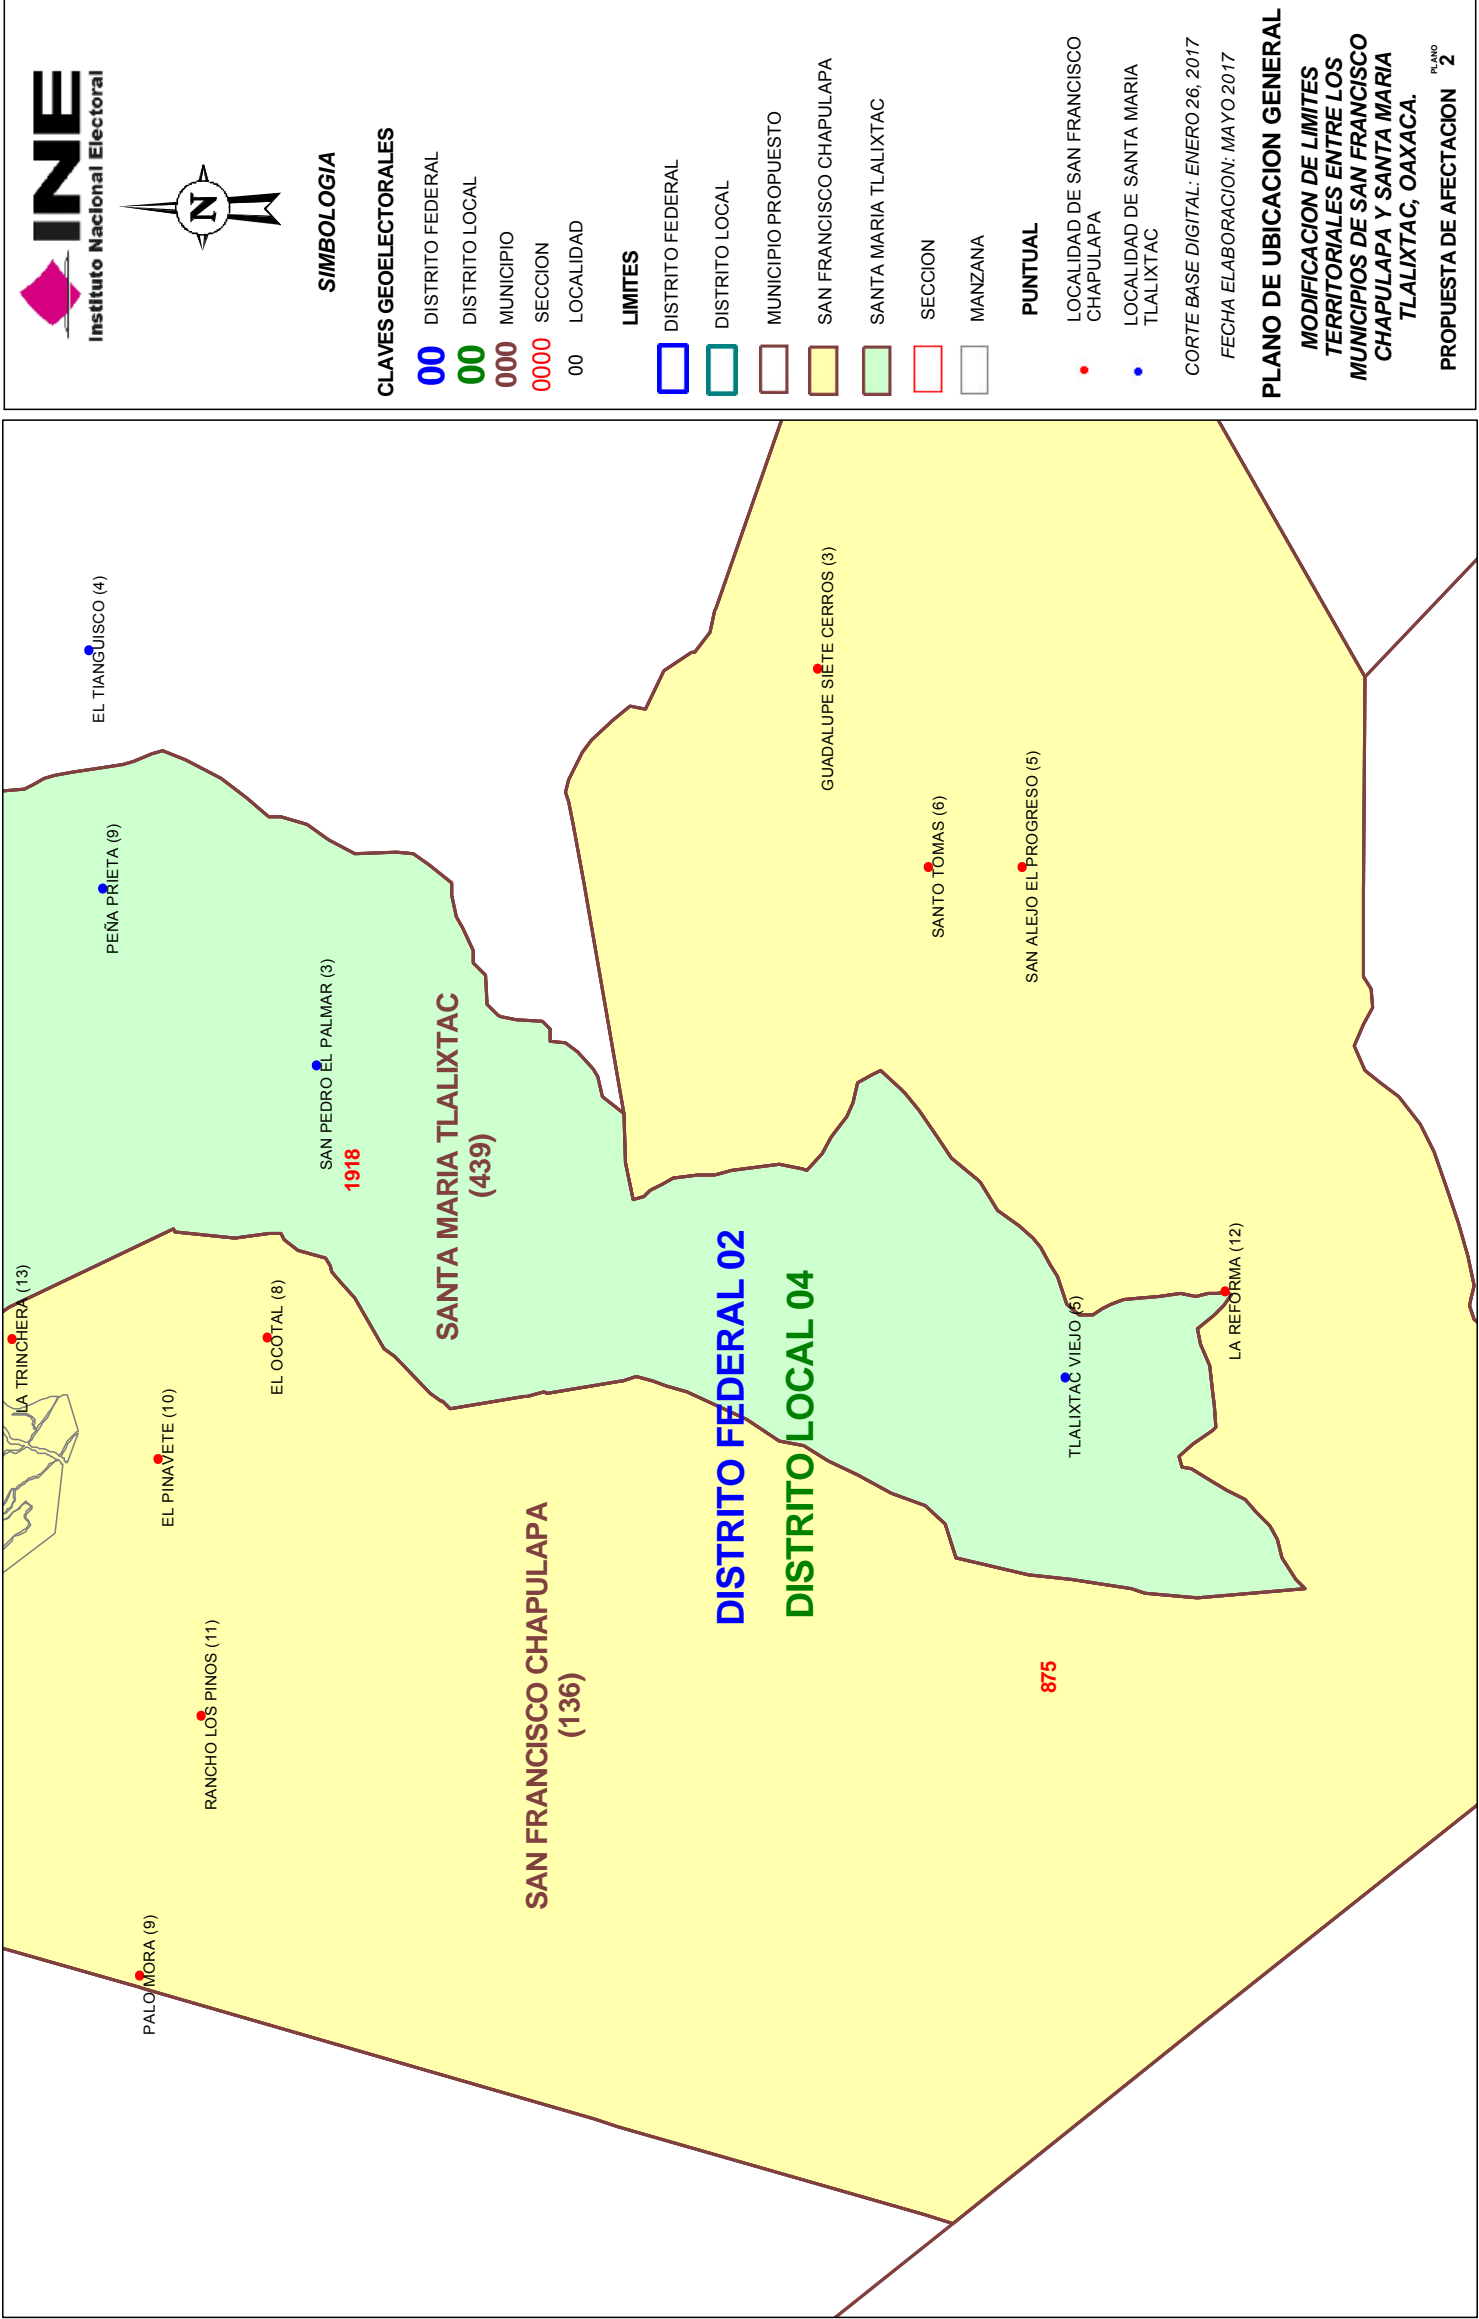 INE
Instituto Nacional Electoral
N
SIMBOLOGIA
CLAVES GEOELECTORALES
00 DISTRITO FEDERAL
00 DISTRITO LOCAL
000 MUNICIPIO
0000 SECCION
00 LOCALIDAD
LIMITES
DISTRITO FEDERAL
DISTRITO LOCAL
MUNICIPIO PROPUESTO
SAN FRANCISCO CHAPULAPA
SANTA MARIA TLALIXTAC
SECCION
MANZANA
PUNTUAL
LOCALIDAD DE SAN FRANCISCO
CHAPULAPA
LOCALIDAD DE SANTA MARIA
TLALIXTAC
CORTE BASE DIGITAL: ENERO 26, 2017
FECHA ELABORACION: MAYO 2017
PLANO DE UBICACION GENERAL
MODIFICACION DE LIMITES
TERRITORIALES ENTRE LOS
MUNICIPIOS DE SAN FRANCISCO
CHAPULAPA Y SANTA MARIA
TLALIXTAC, OAXACA.
PROPUESTA DE AFECTACION
PLANO
2
LA TRINCHERA (13)
EL TIANGUISCO (4)
PEÑA PRIETA (9)
PALO MORA (9)
EL PINAVETE (10)
RANCHO LOS PINOS (11)
EL OCOTAL (8)
SAN PEDRO EL PALMAR (3)
1918
SANTA MARIA TLALIXTAC
(439)
SAN FRANCISCO CHAPULAPA
(136)
DISTRITO FEDERAL 02
DISTRITO LOCAL 04
GUADALUPE SIETE CERROS (3)
SANTO TOMAS (6)
SAN ALEJO EL PROGRESO (5)
875
TLALIXTAC VIEJO (5)
LA REFORMA (12)